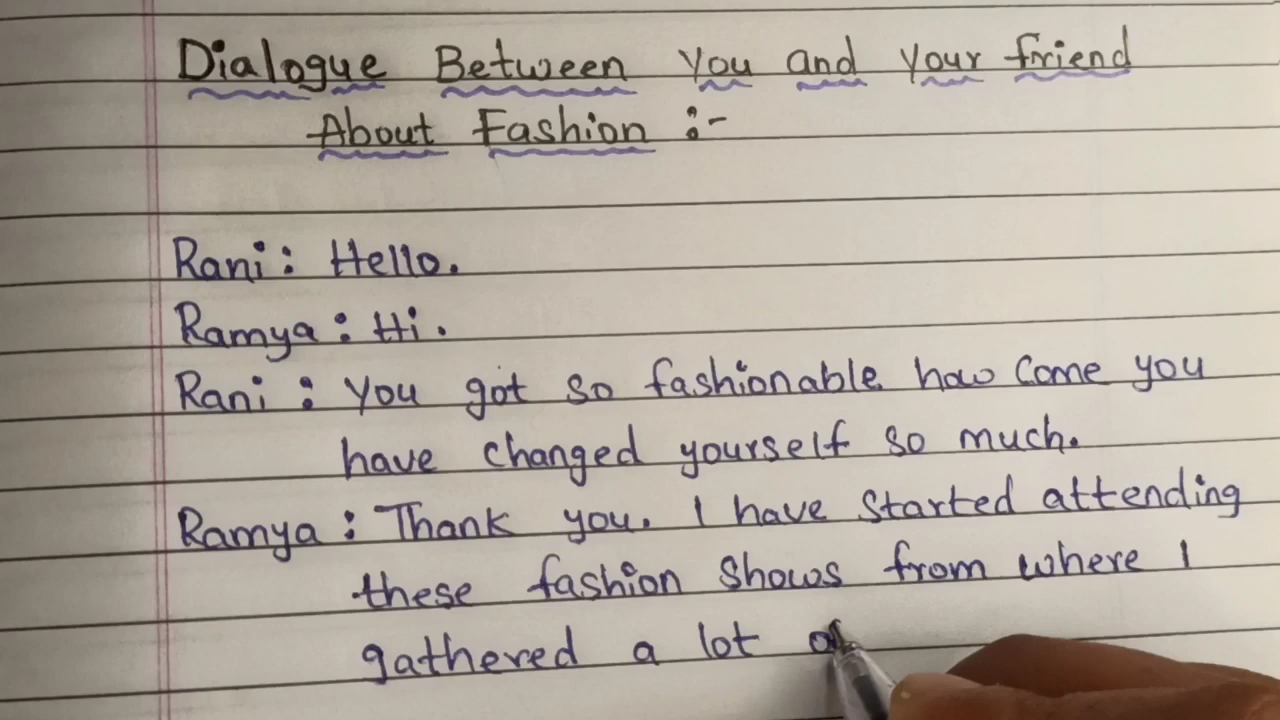 Dialogue Between You and Your friend
About Fashion :-
Rani : Hello.
Ramya : Hi.
Rani : You got so fashionable how come you
have changed yourself so much.
Ramya : Thank you. I have started attending
these fashion shows from where I
gathered a lot